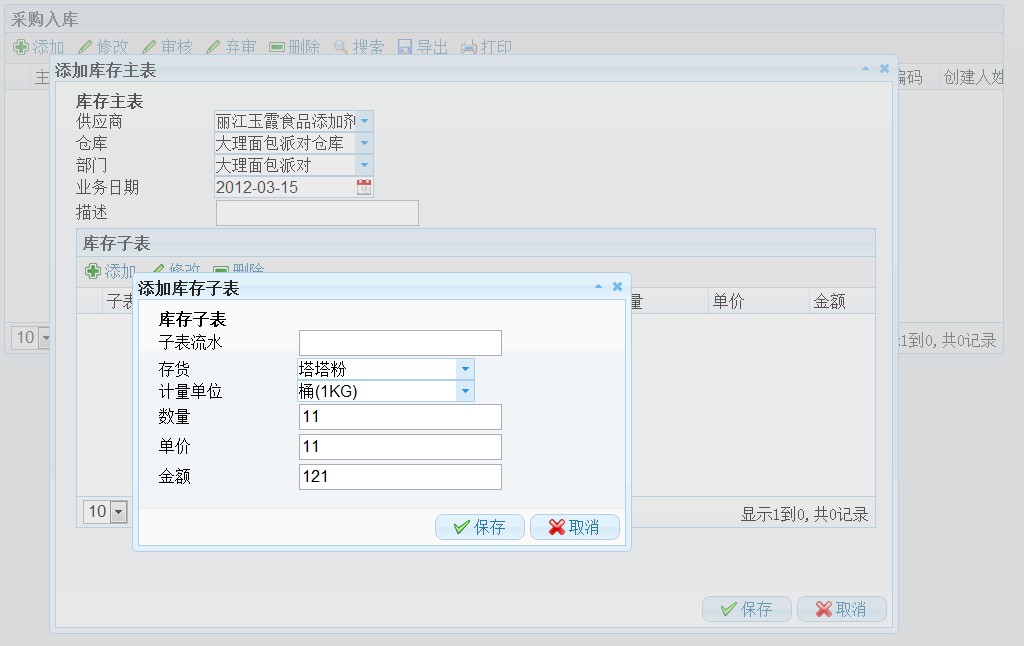 采购入库
添加 修改 审核 弃审 删除 搜索 导出 打印
主 编码 创建人姓
添加库存主表
库存主表
供应商 丽江玉霞食品添加剂
仓库 大理面包派对仓库
部门 大理面包派对
业务日期 2012-03-15
描述
库存子表
添加 修改 删除
子表 量 单价 金额
添加库存子表
库存子表
子表流水
存货 塔塔粉
计量单位 桶(1KG)
数量 11
单价 11
金额 121
保存 取消
10 显示1到0, 共0记录
10 1到0, 共0记录
保存 取消